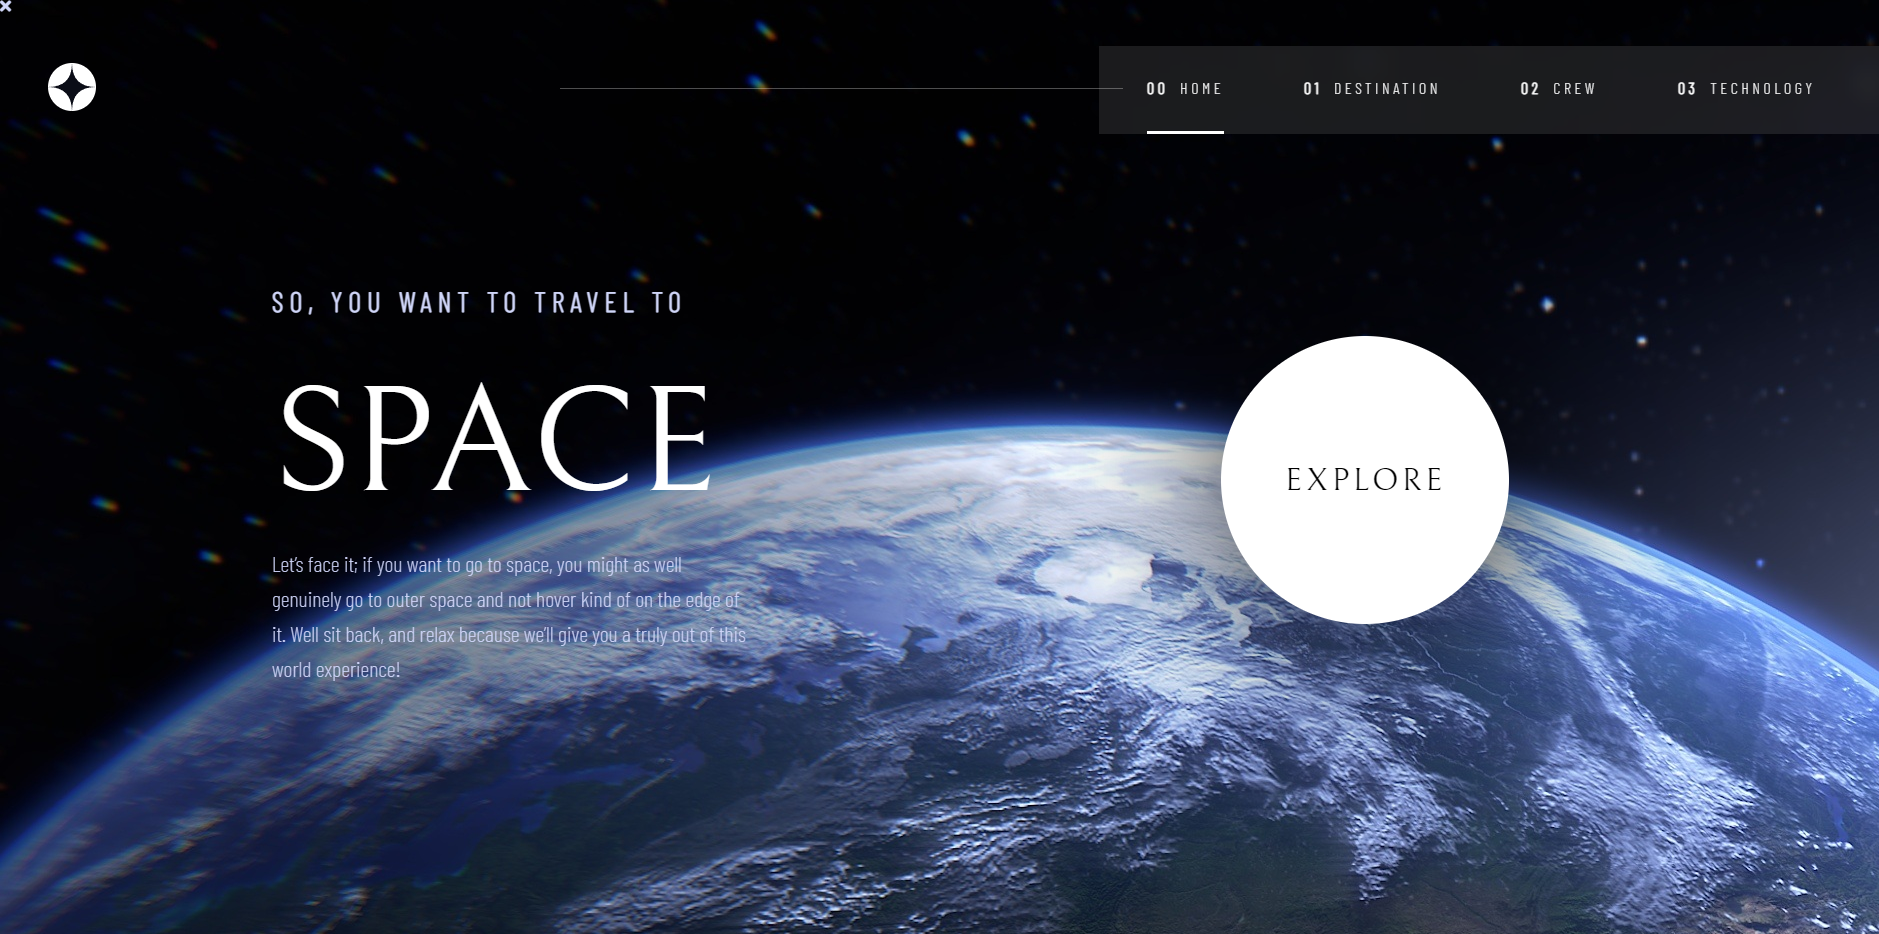 00 HOME 01 DESTINATION 02 CREW 03 TECHNOLOGY
SO, YOU WANT TO TRAVEL TO
SPACE
Let’s face it; if you want to go to space, you might as well
genuinely go to outer space and not hover kind of on the edge of
it. Well sit back, and relax because we’ll give you a truly out of this
world experience!
EXPLORE